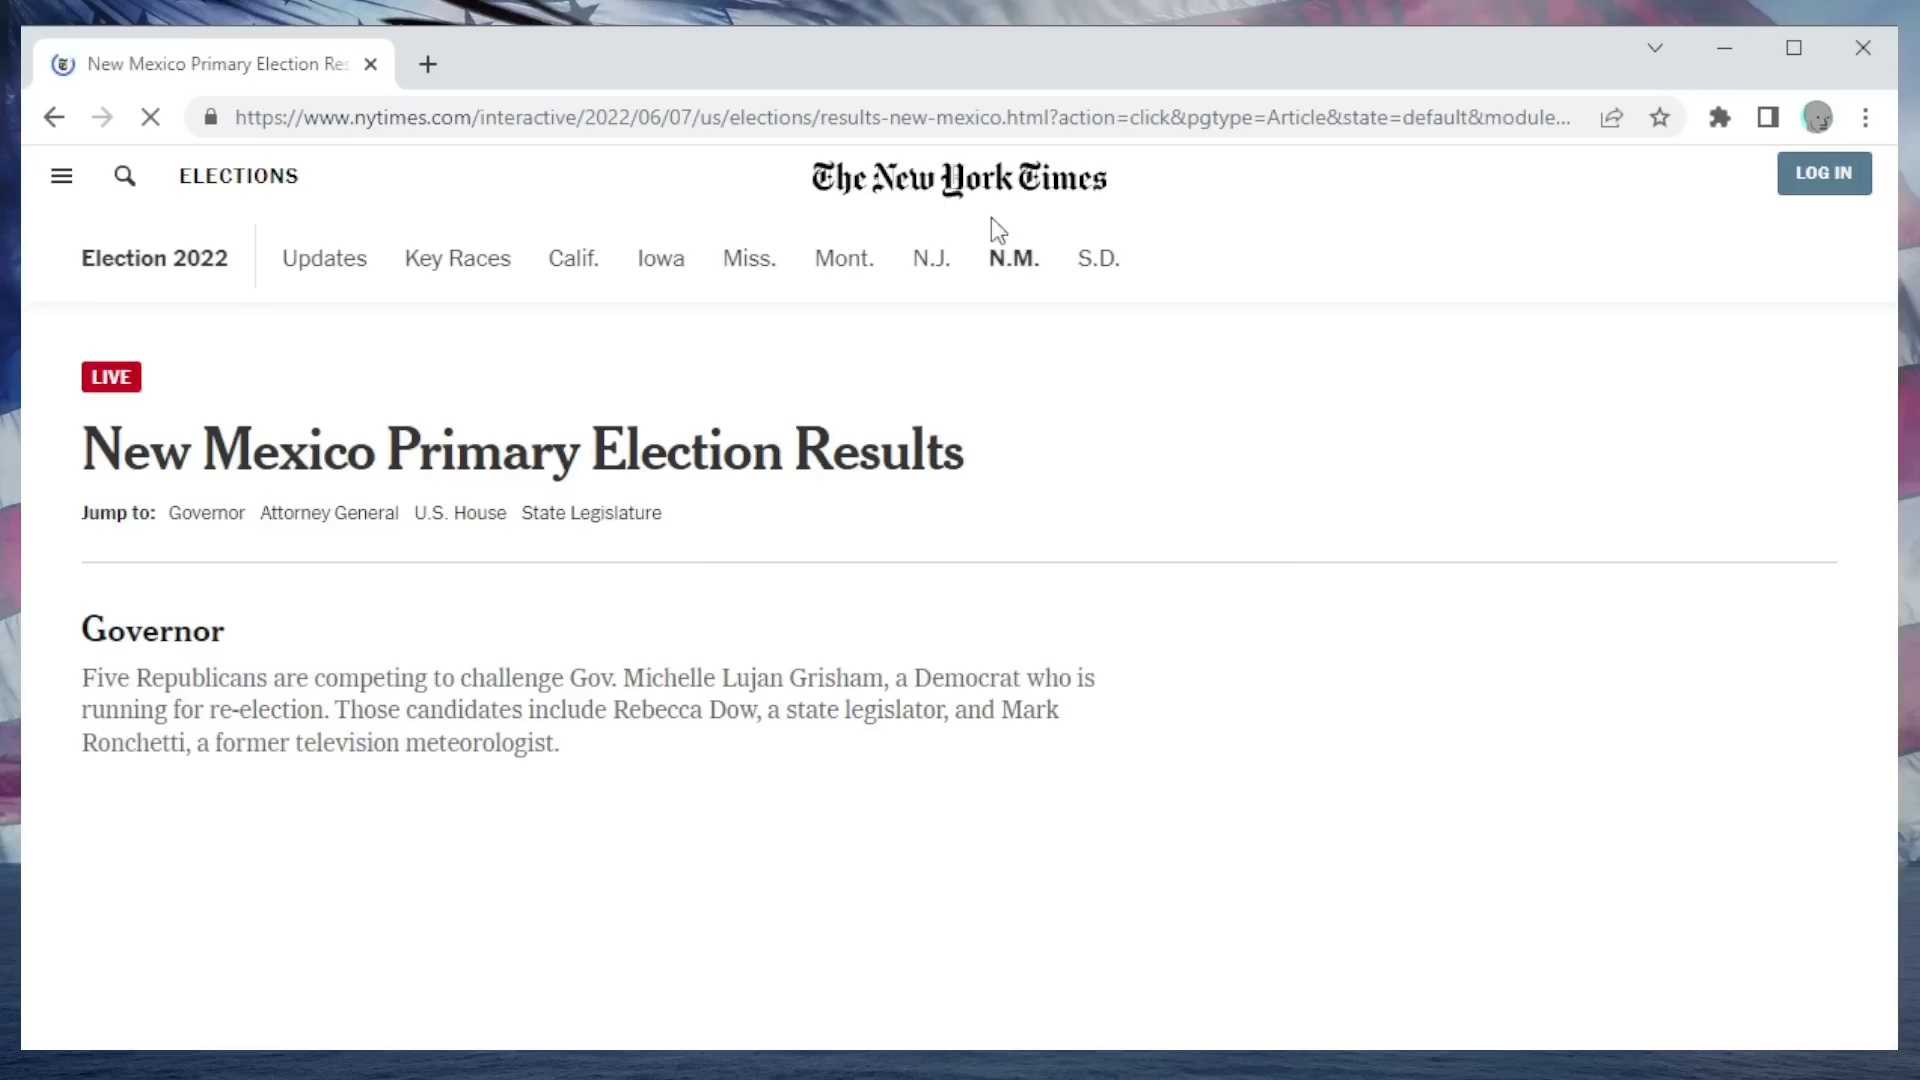 New Mexico Primary Election Res
https://www.nytimes.com/interactive/2022/06/07/us/elections/results-new-mexico.html?action=click&pgtype=Article&state=default&module...
ELECTIONS
The New York Times
LOG IN
Election 2022
Updates
Key Races
Calif.
Iowa
Miss.
Mont.
N.J.
N.M.
S.D.
LIVE
New Mexico Primary Election Results
Jump to: Governor Attorney General U.S. House State Legislature
Governor
Five Republicans are competing to challenge Gov. Michelle Lujan Grisham, a Democrat who is
running for re-election. Those candidates include Rebecca Dow, a state legislator, and Mark
Ronchetti, a former television meteorologist.